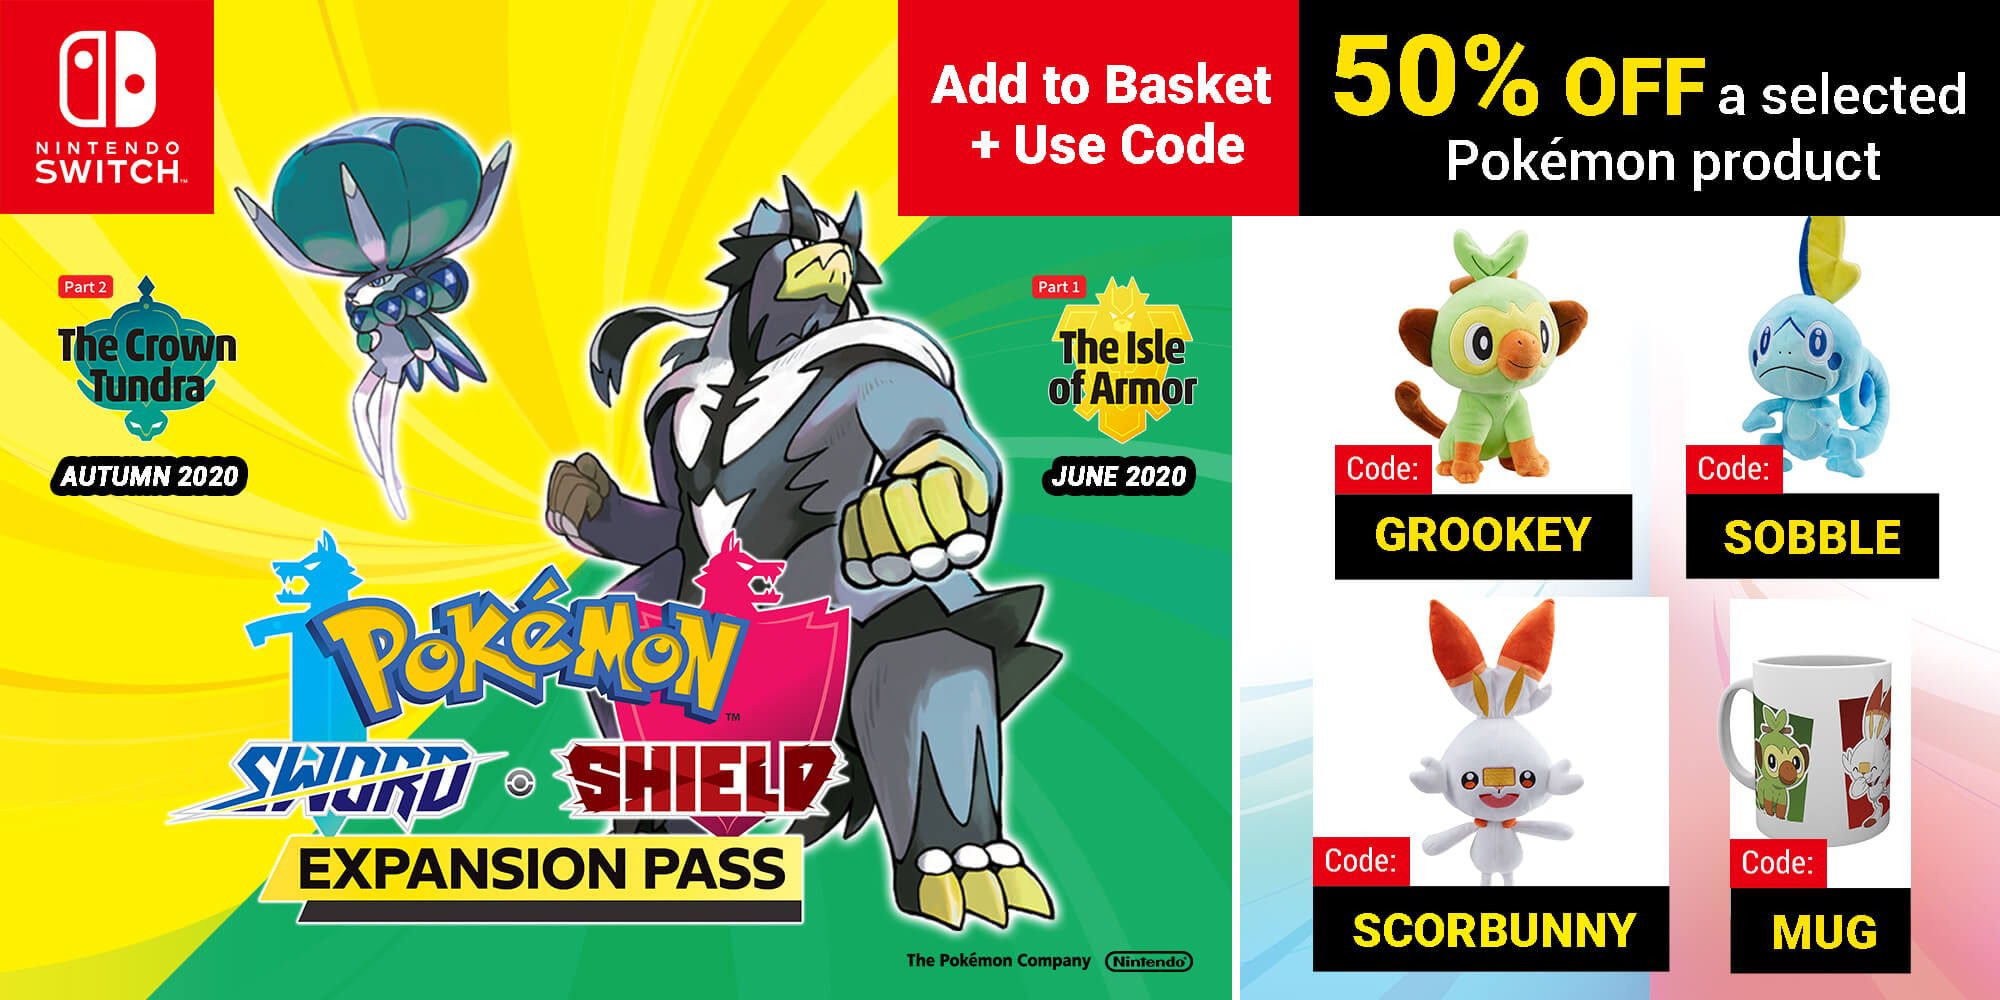 NINTENDO
SWITCH™
Add to Basket
+ Use Code
50% OFF a selected
Pokémon product
Part 2
The Crown
Tundra
AUTUMN 2020
Part 1
The Isle
of Armor
JUNE 2020
POKÉMON™
SWORD SHIELD
EXPANSION PASS
The Pokémon Company Nintendo®
Code:
GROOKEY
Code:
SOBBLE
Code:
SCORBUNNY
Code:
MUG